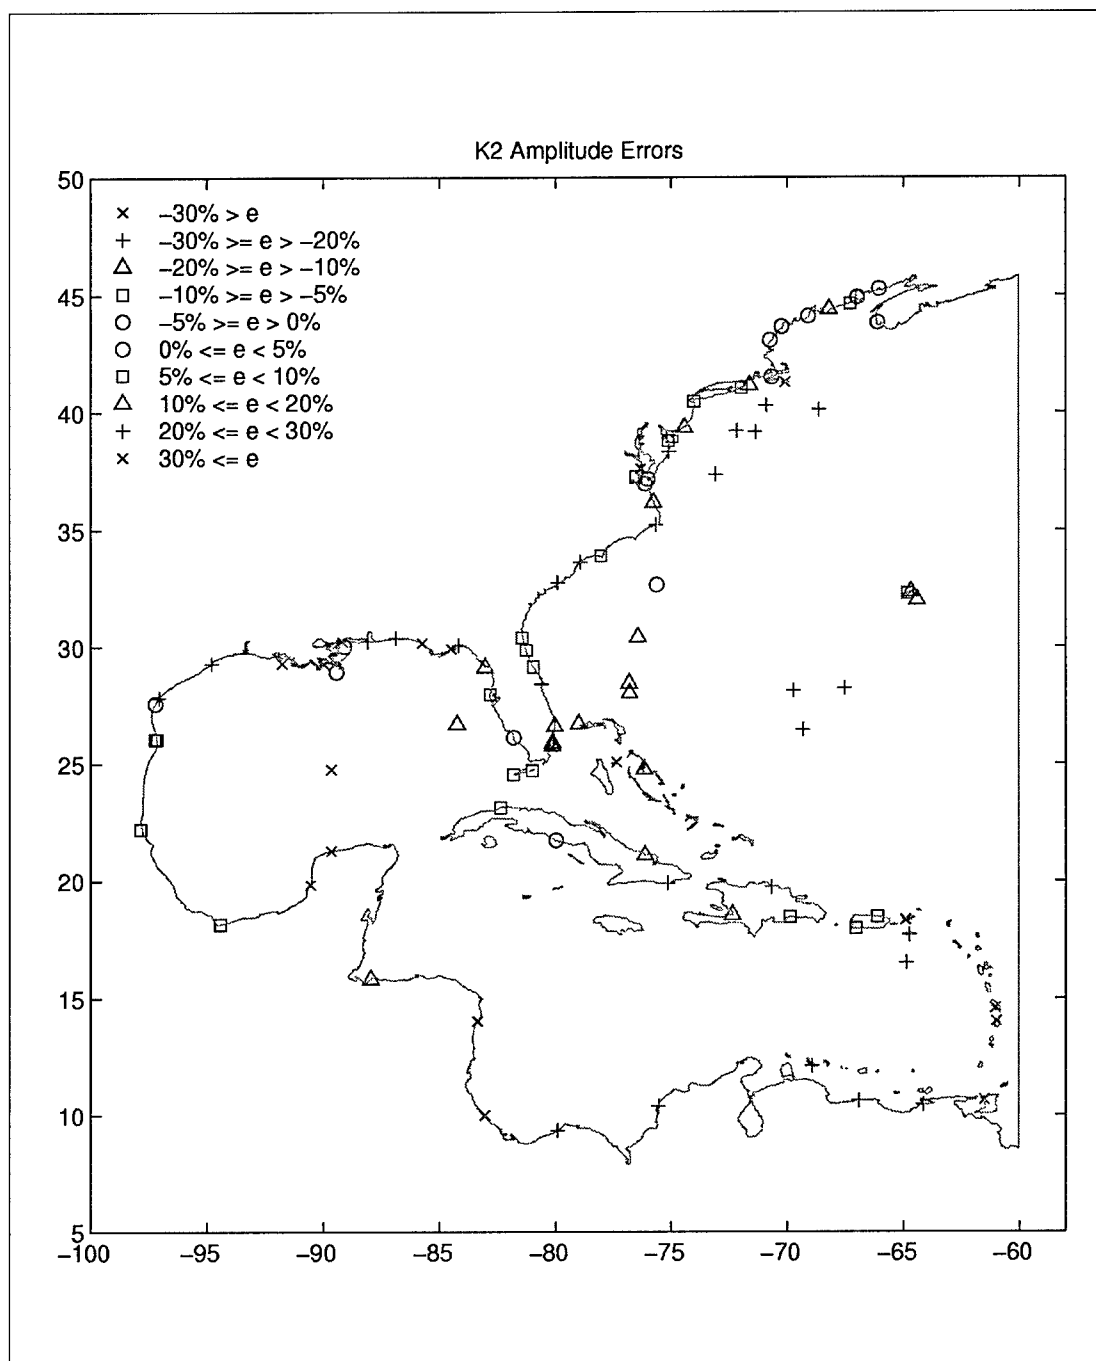 K2 Amplitude Errors
50
45
40
35
30
25
20
15
10
5
× −30% > e
+ −30% >= e > −20%
△ −20% >= e > −10%
□ −10% >= e > −5%
○ −5% >= e > 0%
○ 0% <= e < 5%
□ 5% <= e < 10%
△ 10% <= e < 20%
+ 20% <= e < 30%
× 30% <= e
−100 −95 −90 −85 −80 −75 −70 −65 −60